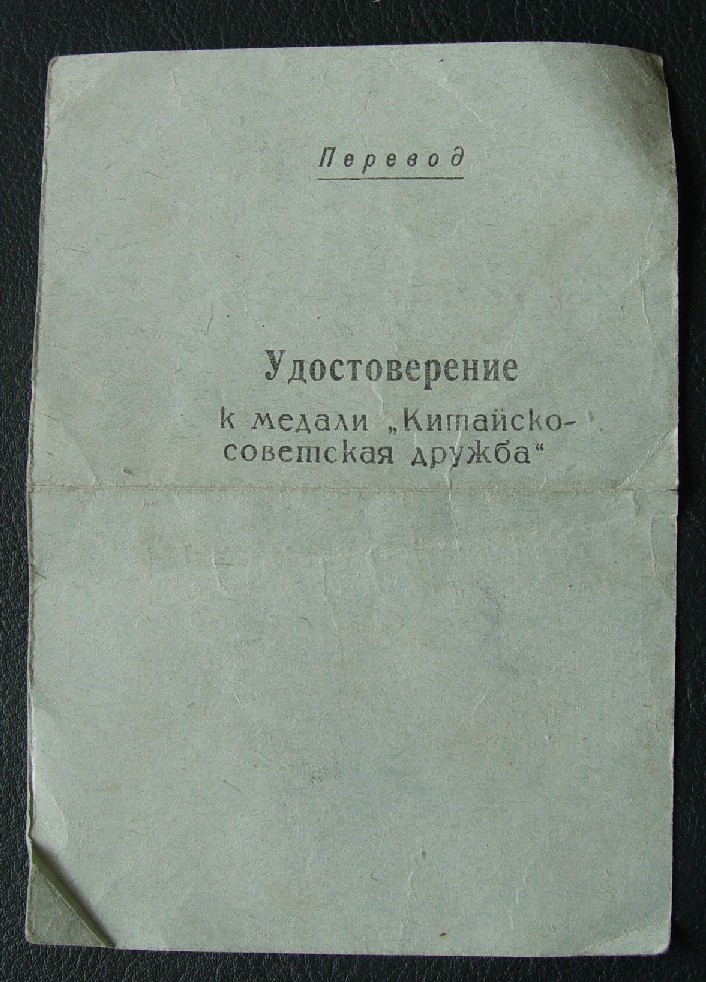 Перевод
Удостоверение
к медали „Китайско-
советская дружба“